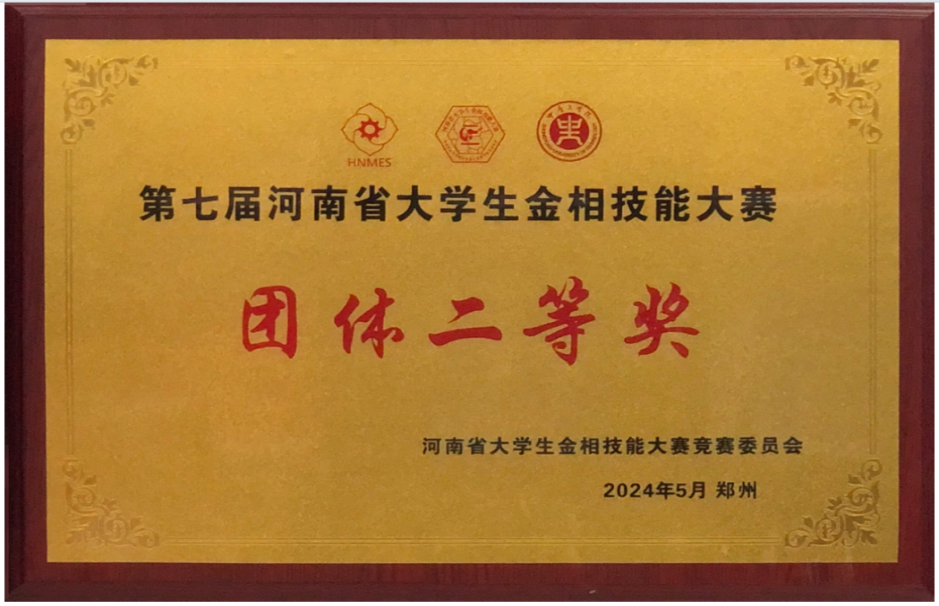 HNMES
第七届河南省大学生金相技能大赛
团体二等奖
河南省大学生金相技能大赛竞赛委员会
2024年5月 郑州